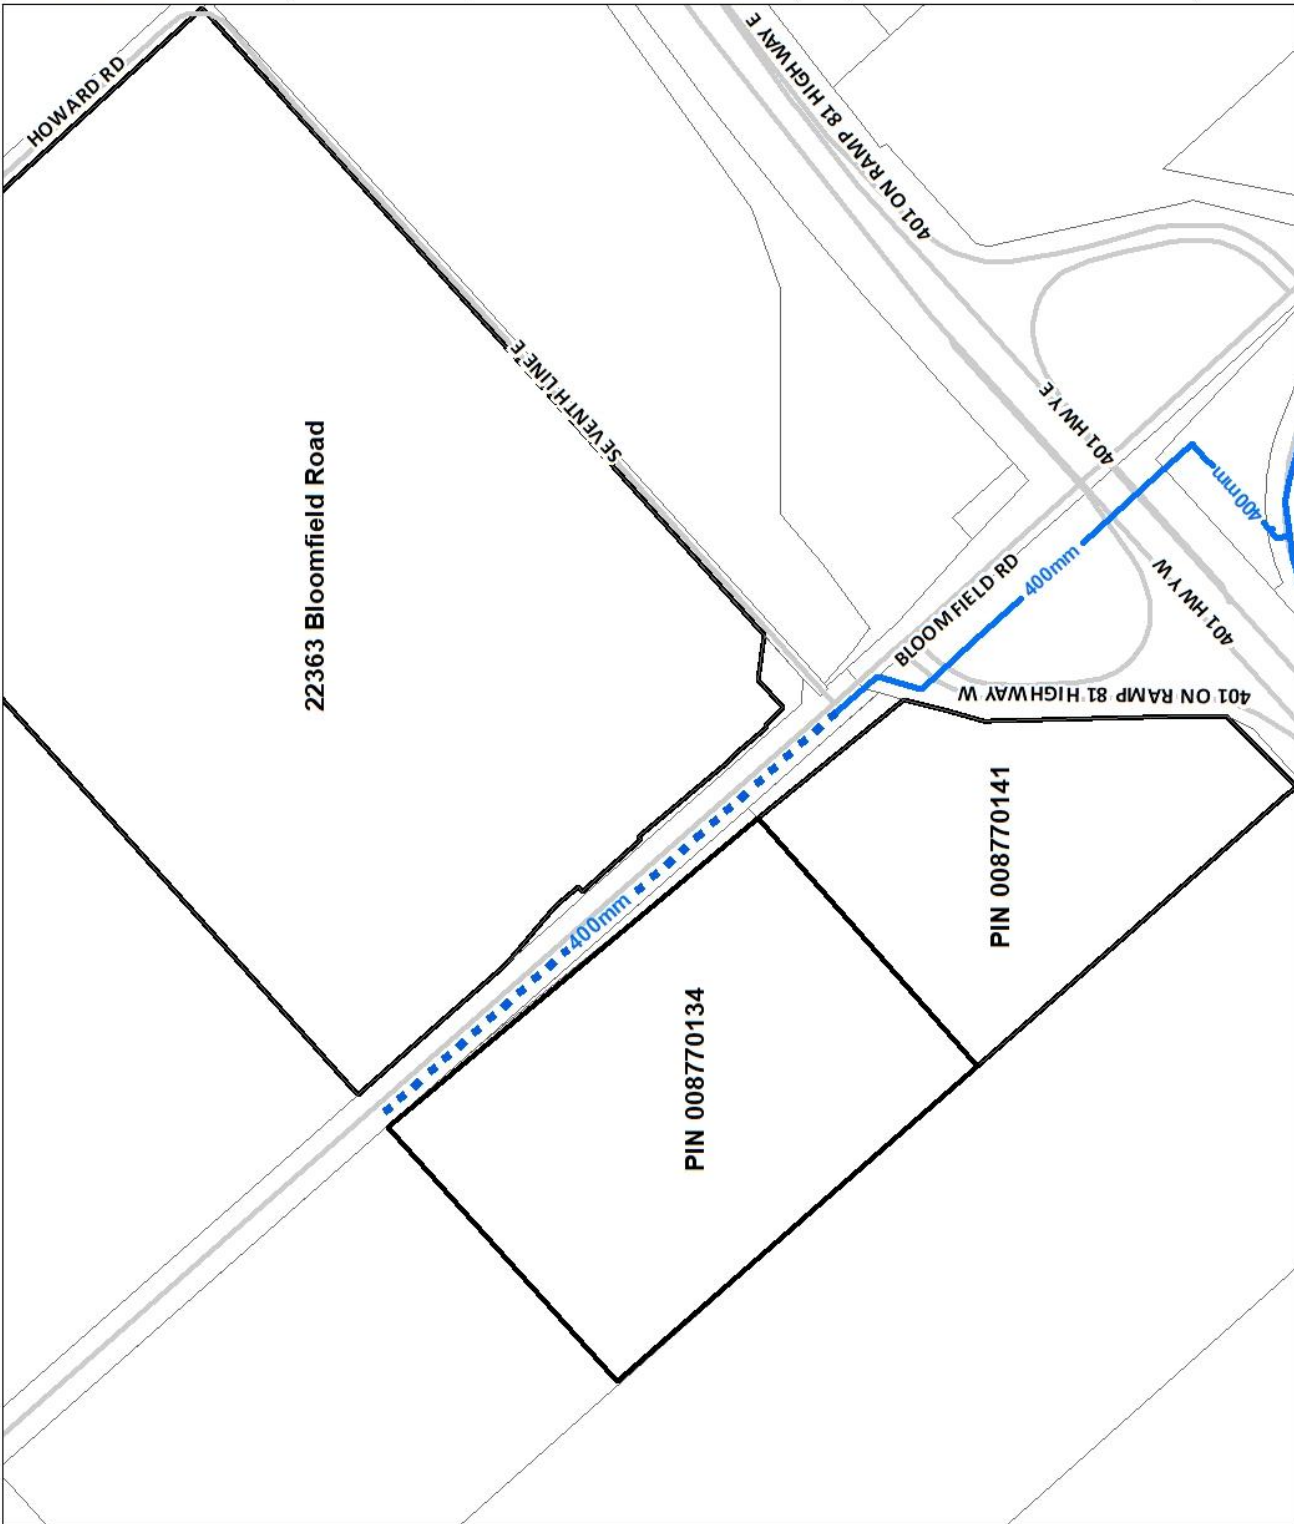 HOWARD RD
401 ON RAMP 81 HIGHWAY E
SEVENTH LINE E
22363 Bloomfield Road
401 HWY E
400mm
BLOOMFIELD RD
400mm
401 HWY W
401 ON RAMP 81 HIGHWAY W
PIN 008770141
400mm
PIN 008770134